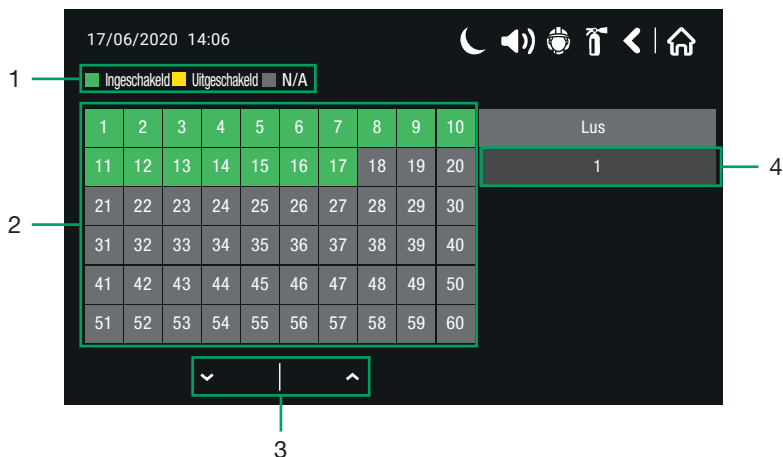 17/06/2020 14:06
1
Ingeschakeld Uitgeschakeld N/A
1 2 3 4 5 6 7 8 9 10 Lus
11 12 13 14 15 16 17 18 19 20 1 4
2 21 22 23 24 25 26 27 28 29 30
31 32 33 34 35 36 37 38 39 40
41 42 43 44 45 46 47 48 49 50
51 52 53 54 55 56 57 58 59 60
3